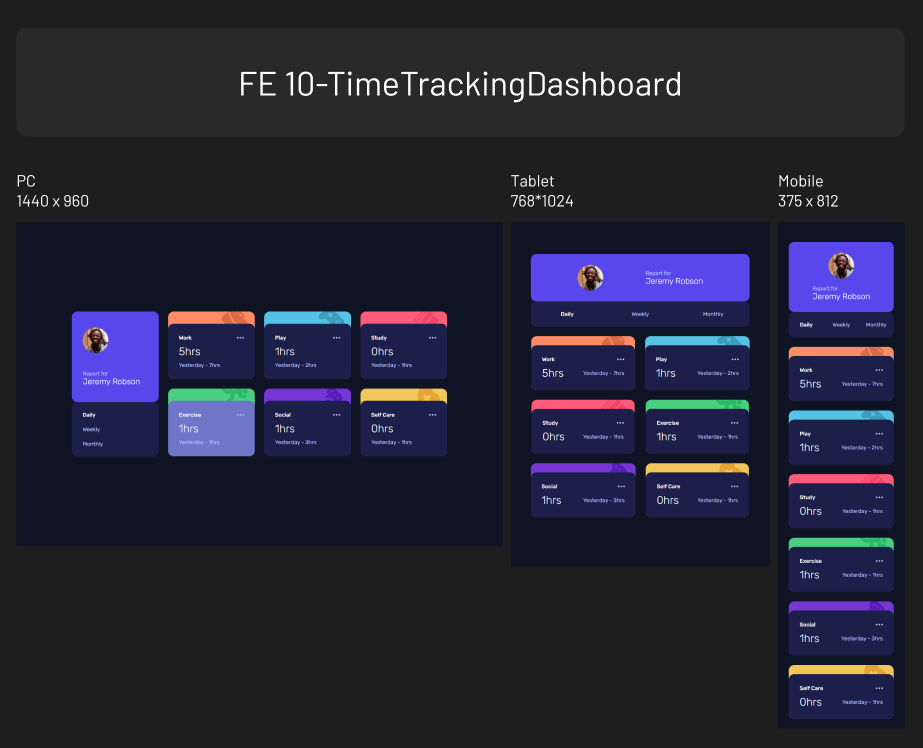 FE 10-TimeTrackingDashboard
PC
1440 x 960
Report for
Jeremy Robson
Daily
Weekly
Monthly
Work
5hrs
Yesterday - 7hrs
Play
1hrs
Yesterday - 2hrs
Study
0hrs
Yesterday - 1hrs
Exercise
1hrs
Yesterday - 1hrs
Social
1hrs
Yesterday - 3hrs
Self Care
0hrs
Yesterday - 1hrs
Tablet
768*1024
Report for
Jeremy Robson
Daily Weekly Monthly
Work
5hrs Yesterday - 7hrs
Play
1hrs Yesterday - 2hrs
Study
0hrs Yesterday - 1hrs
Exercise
1hrs Yesterday - 1hrs
Social
1hrs Yesterday - 3hrs
Self Care
0hrs Yesterday - 1hrs
Mobile
375 x 812
Report for
Jeremy Robson
Daily Weekly Monthly
Work
5hrs Yesterday - 7hrs
Play
1hrs Yesterday - 2hrs
Study
0hrs Yesterday - 1hrs
Exercise
1hrs Yesterday - 1hrs
Social
1hrs Yesterday - 3hrs
Self Care
0hrs Yesterday - 1hrs